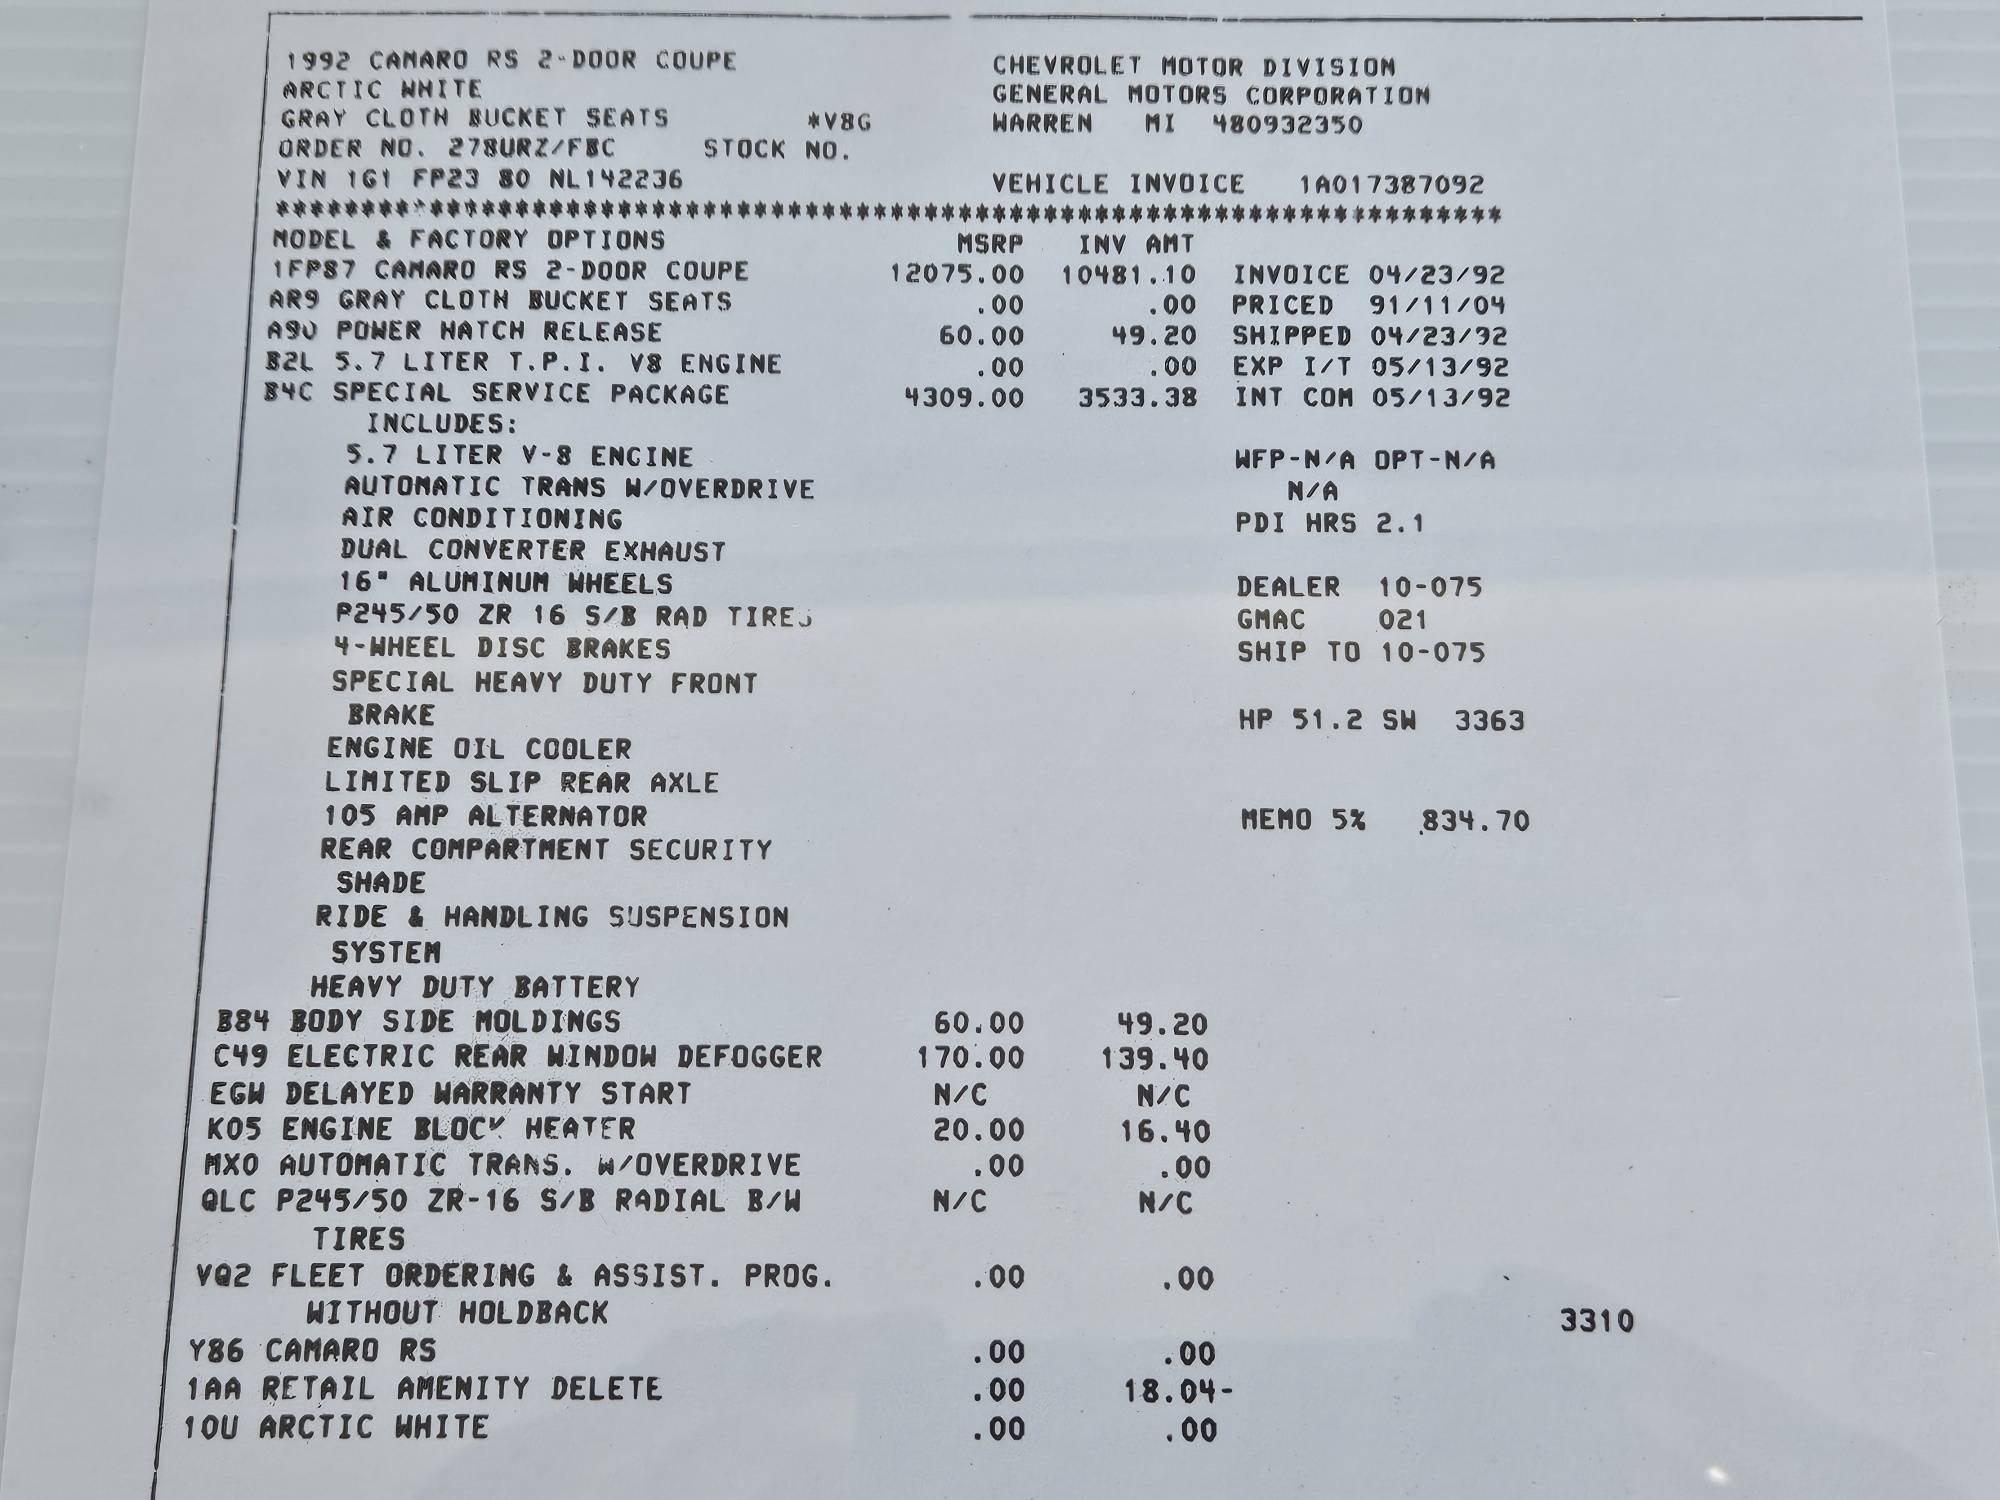 1992 CAMARO RS 2-DOOR COUPE CHEVROLET MOTOR DIVISION
ARCTIC WHITE GENERAL MOTORS CORPORATION
GRAY CLOTH BUCKET SEATS *V8G WARREN MI 480932350
ORDER NO. 278URZ/FBC STOCK NO.
VIN 1G1 FP23 80 NL142236 VEHICLE INVOICE 1A017387092
************************************************************************
MODEL & FACTORY OPTIONS MSRP INV AMT
1FP87 CAMARO RS 2-DOOR COUPE 12075.00 10481.10 INVOICE 04/23/92
AR9 GRAY CLOTH BUCKET SEATS .00 .00 PRICED 91/11/04
A90 POWER HATCH RELEASE 60.00 49.20 SHIPPED 04/23/92
B2L 5.7 LITER T.P.I. V8 ENGINE .00 .00 EXP I/T 05/13/92
B4C SPECIAL SERVICE PACKAGE 4309.00 3533.38 INT COM 05/13/92
INCLUDES:
5.7 LITER V-8 ENGINE WFP-N/A OPT-N/A
AUTOMATIC TRANS W/OVERDRIVE N/A
AIR CONDITIONING PDI HRS 2.1
DUAL CONVERTER EXHAUST
16" ALUMINUM WHEELS DEALER 10-075
P245/50 ZR 16 S/B RAD TIRES GMAC 021
4-WHEEL DISC BRAKES SHIP TO 10-075
SPECIAL HEAVY DUTY FRONT
BRAKE HP 51.2 SW 3363
ENGINE OIL COOLER
LIMITED SLIP REAR AXLE
105 AMP ALTERNATOR MEMO 5% 834.70
REAR COMPARTMENT SECURITY
SHADE
RIDE & HANDLING SUSPENSION
SYSTEM
HEAVY DUTY BATTERY
B84 BODY SIDE MOLDINGS 60.00 49.20
C49 ELECTRIC REAR WINDOW DEFOGGER 170.00 139.40
EGW DELAYED WARRANTY START N/C N/C
K05 ENGINE BLOCK HEATER 20.00 16.40
MX0 AUTOMATIC TRANS. W/OVERDRIVE .00 .00
QLC P245/50 ZR-16 S/B RADIAL B/W N/C N/C
TIRES
VQ2 FLEET ORDERING & ASSIST. PROG. .00 .00
WITHOUT HOLDBACK 3310
Y86 CAMARO RS .00 .00
1AA RETAIL AMENITY DELETE .00 18.04-
10U ARCTIC WHITE .00 .00